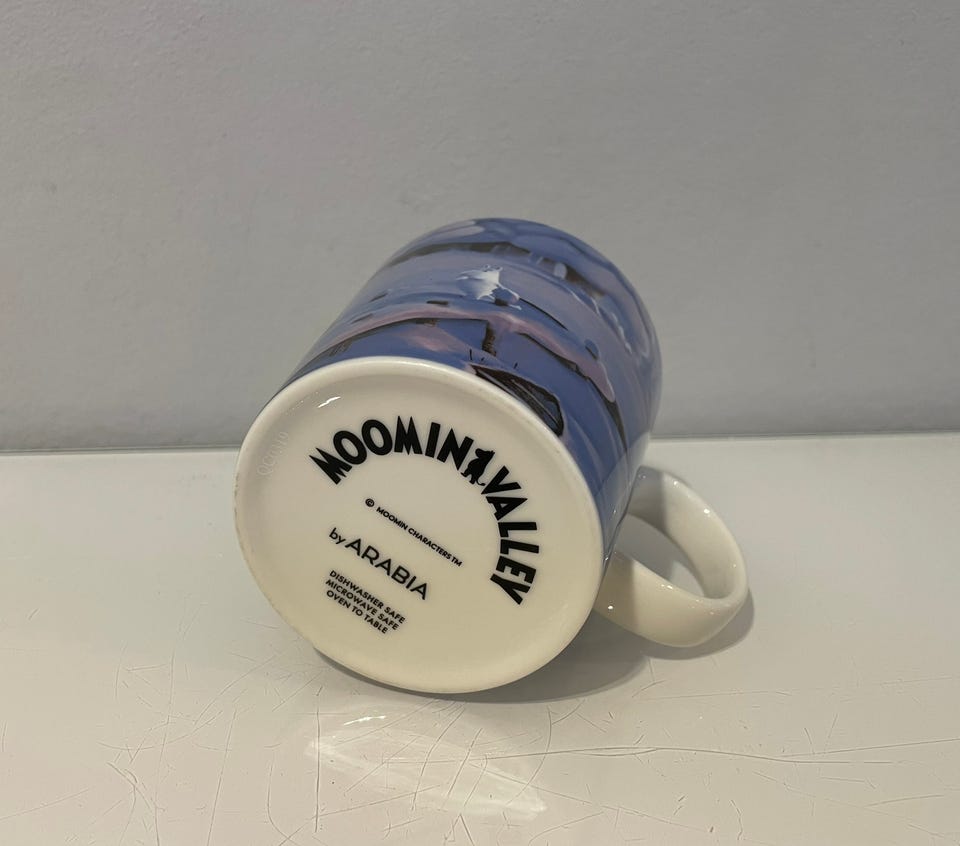 MOOMINVALLEY
© MOOMIN CHARACTERS™
by ARABIA
DISHWASHER SAFE
MICROWAVE SAFE
OVEN TO TABLE